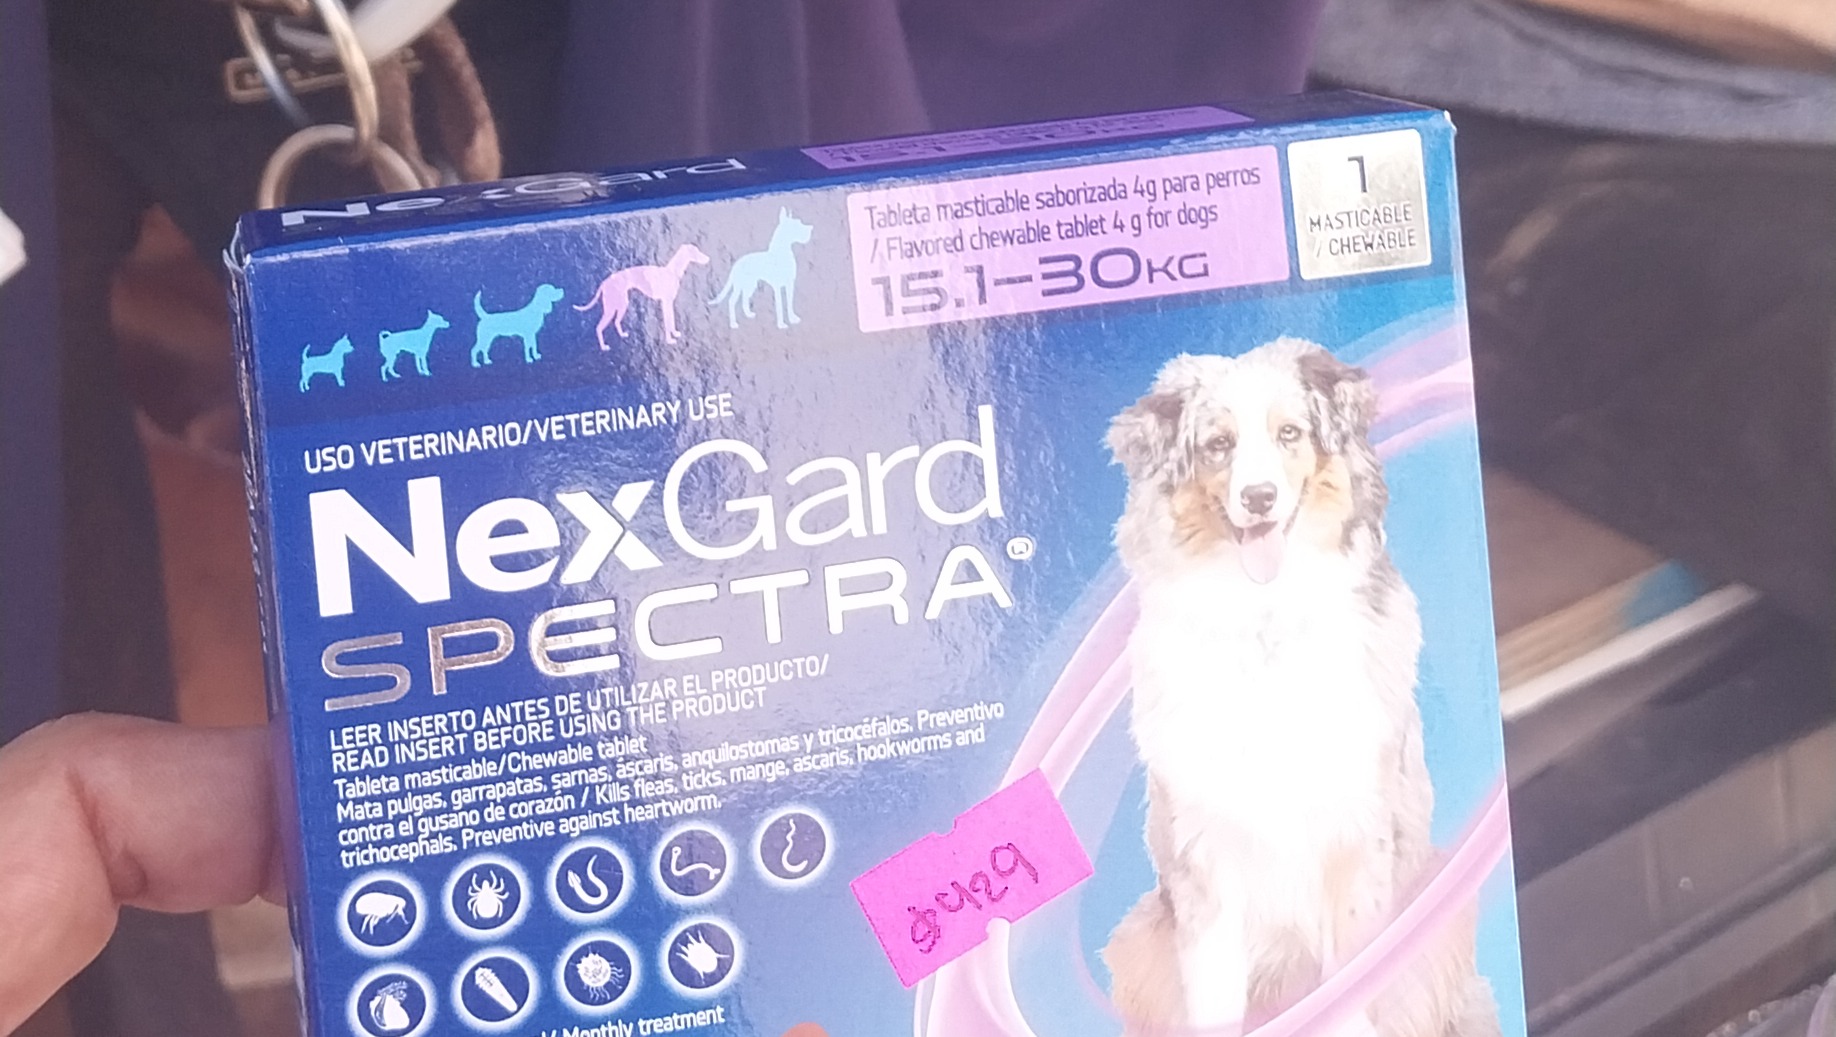 NexGard
Tableta masticable saborizada 4g para perros
/ Flavored chewable tablet 4 g for dogs
15.1–30KG
1
MASTICABLE
/ CHEWABLE
USO VETERINARIO/VETERINARY USE
NexGard
SPECTRA®
LEER INSERTO ANTES DE UTILIZAR EL PRODUCTO/
READ INSERT BEFORE USING THE PRODUCT
Tableta masticable/Chewable tablet
Mata pulgas, garrapatas, sarnas, áscaris, anquilostomas y tricocéfalos. Preventivo
contra el gusano de corazón / Kills fleas, ticks, mange, ascaris, hookworms and
trichocephals. Preventive against heartworm.
$429
/ Monthly treatment